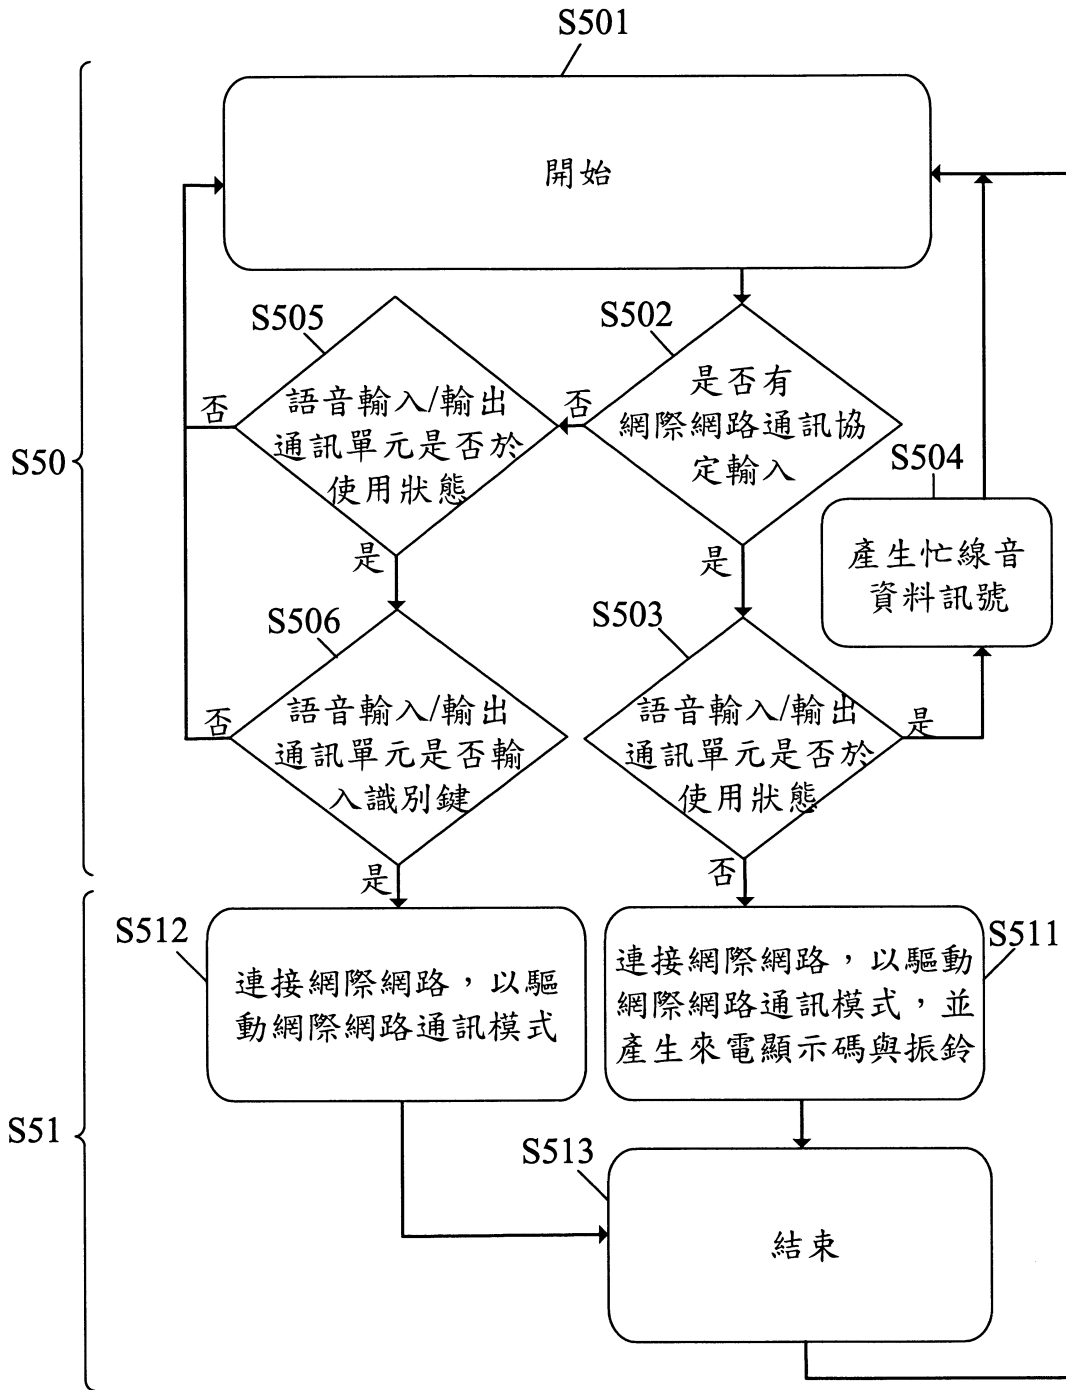 S501
開始
S505
S502
語音輸入/輸出
通訊單元是否於
使用狀態
否
是否有
網際網路通訊協
定輸入
否
S50
S504
產生忙線音
資料訊號
是
是
S506
S503
語音輸入/輸出
通訊單元是否輸
入識別鍵
否
語音輸入/輸出
通訊單元是否於
使用狀態
是
是
否
S512
連接網際網路，以驅
動網際網路通訊模式
S511
連接網際網路，以驅動
網際網路通訊模式，並
產生來電顯示碼與振鈴
S51
S513
結束